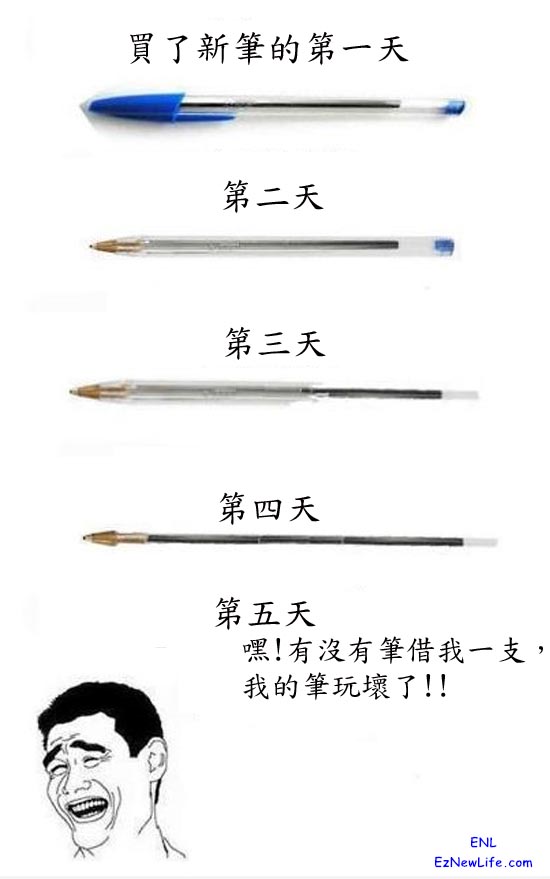 買了新筆的第一天
第二天
第三天
第四天
第五天
嘿!有沒有筆借我一支，
我的筆玩壞了!!
ENL
EzNewLife.com